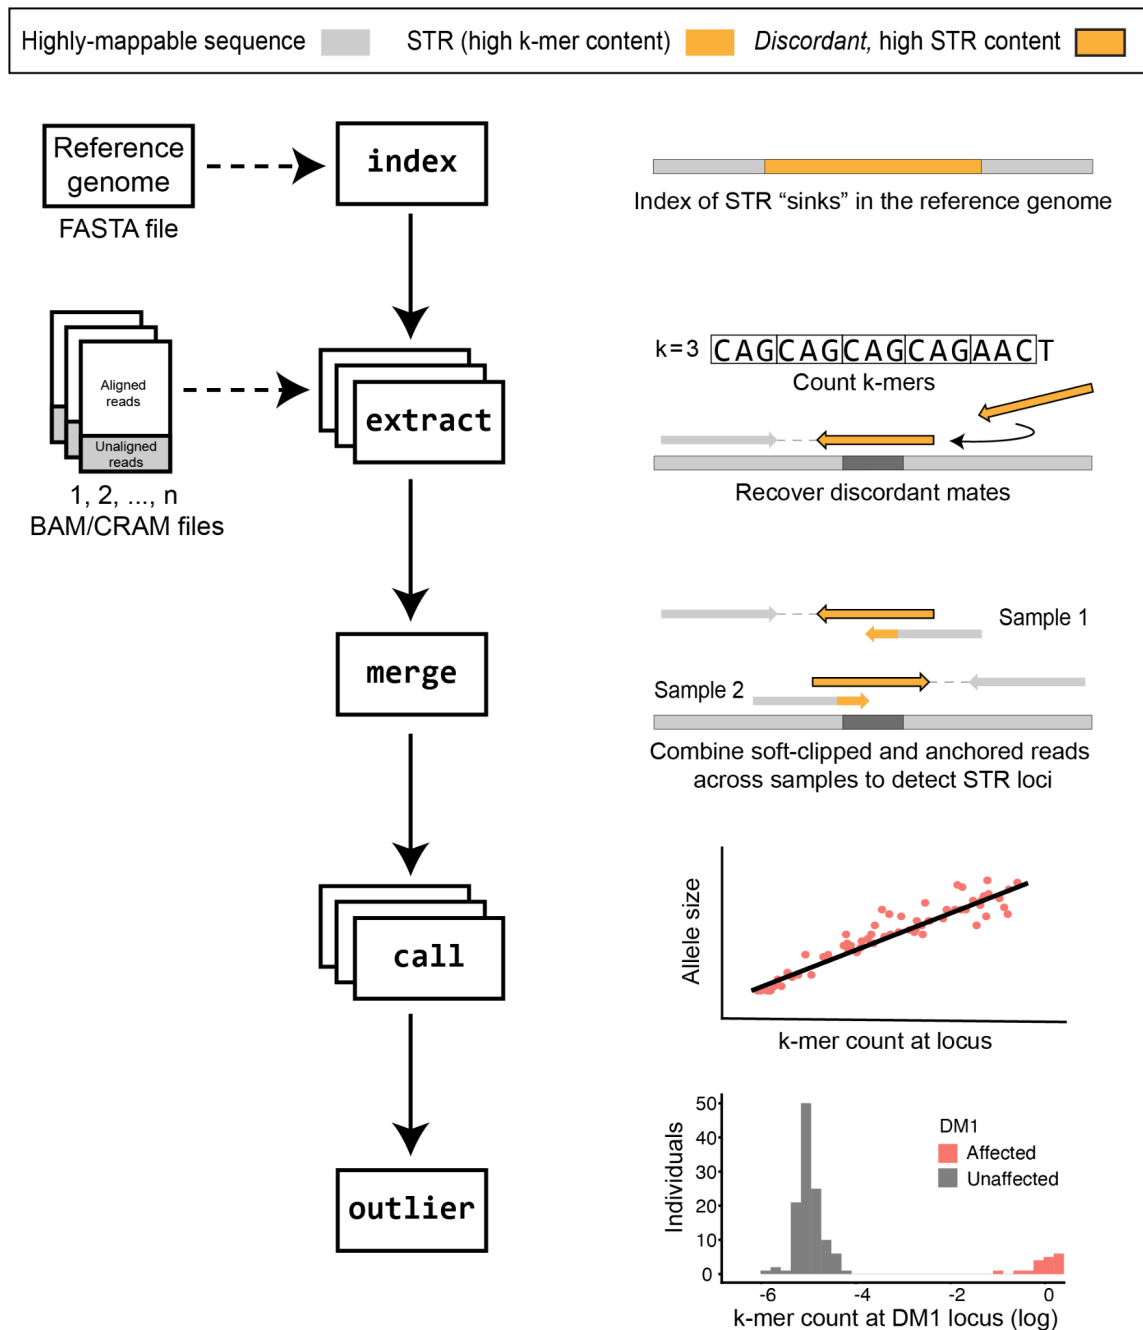 Highly-mappable sequence
STR (high k-mer content)
Discordant, high STR content
Reference
genome
FASTA file
index
Index of STR “sinks” in the reference genome
Aligned
reads
Unaligned
reads
1, 2, ..., n
BAM/CRAM files
extract
k=3 CAGCAGCAGCAGAACT
Count k-mers
Recover discordant mates
merge
Sample 1
Sample 2
Combine soft-clipped and anchored reads
across samples to detect STR loci
call
Allele size
k-mer count at locus
outlier
Individuals
50
40
30
20
10
0
DM1
Affected
Unaffected
-6 -4 -2 0
k-mer count at DM1 locus (log)